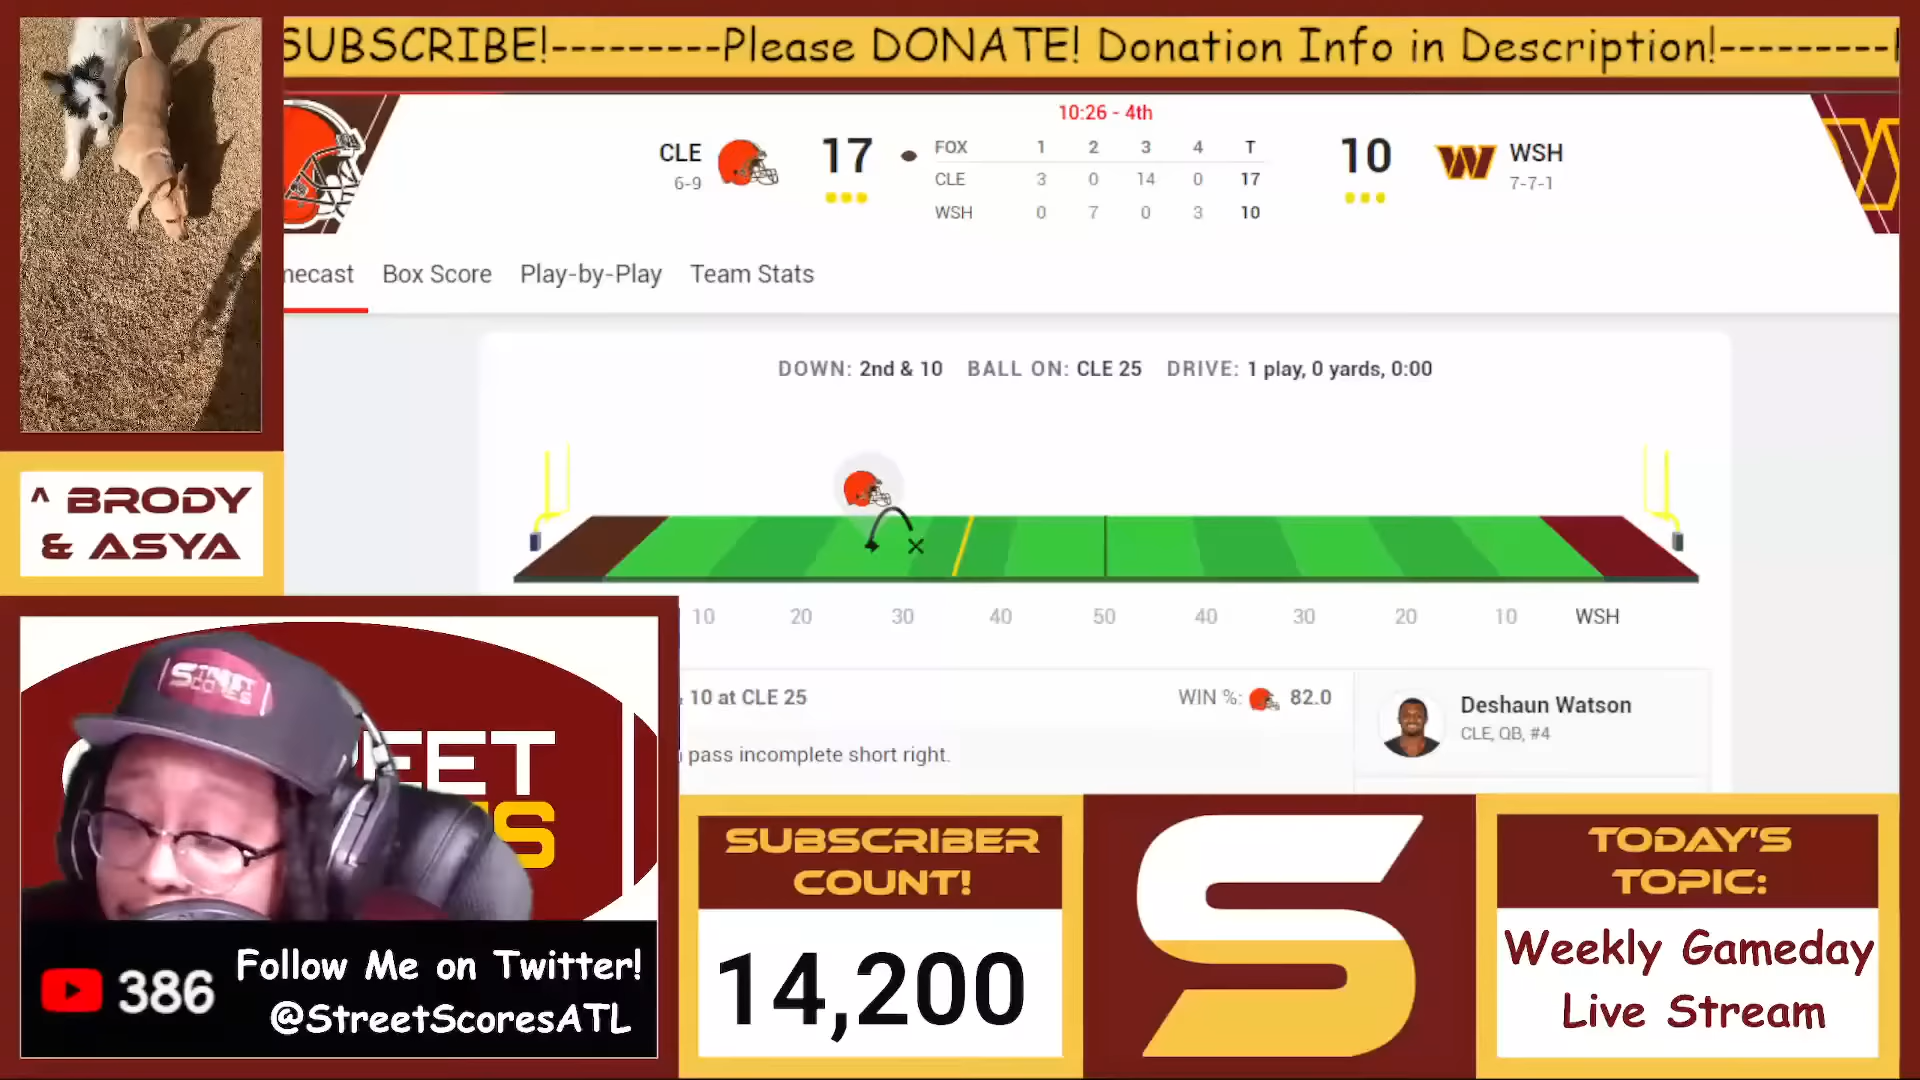 SUBSCRIBE!---------Please DONATE! Donation Info in Description!---------
10:26 - 4th
CLE
6-9
17
FOX 1 2 3 4 T
CLE 3 0 14 0 17
WSH 0 7 0 3 10
10
WSH
7-7-1
necast Box Score Play-by-Play Team Stats
DOWN: 2nd & 10 BALL ON: CLE 25 DRIVE: 1 play, 0 yards, 0:00
^ BRODY
& ASYA
10 20 30 40 50 40 30 20 10 WSH
10 at CLE 25
WIN %: 82.0
pass incomplete short right.
Deshaun Watson
CLE, QB, #4
STREET
SCORES
EET
S
386
Follow Me on Twitter!
@StreetScoresATL
SUBSCRIBER
COUNT!
14,200
S
TODAY'S
TOPIC:
Weekly Gameday
Live Stream